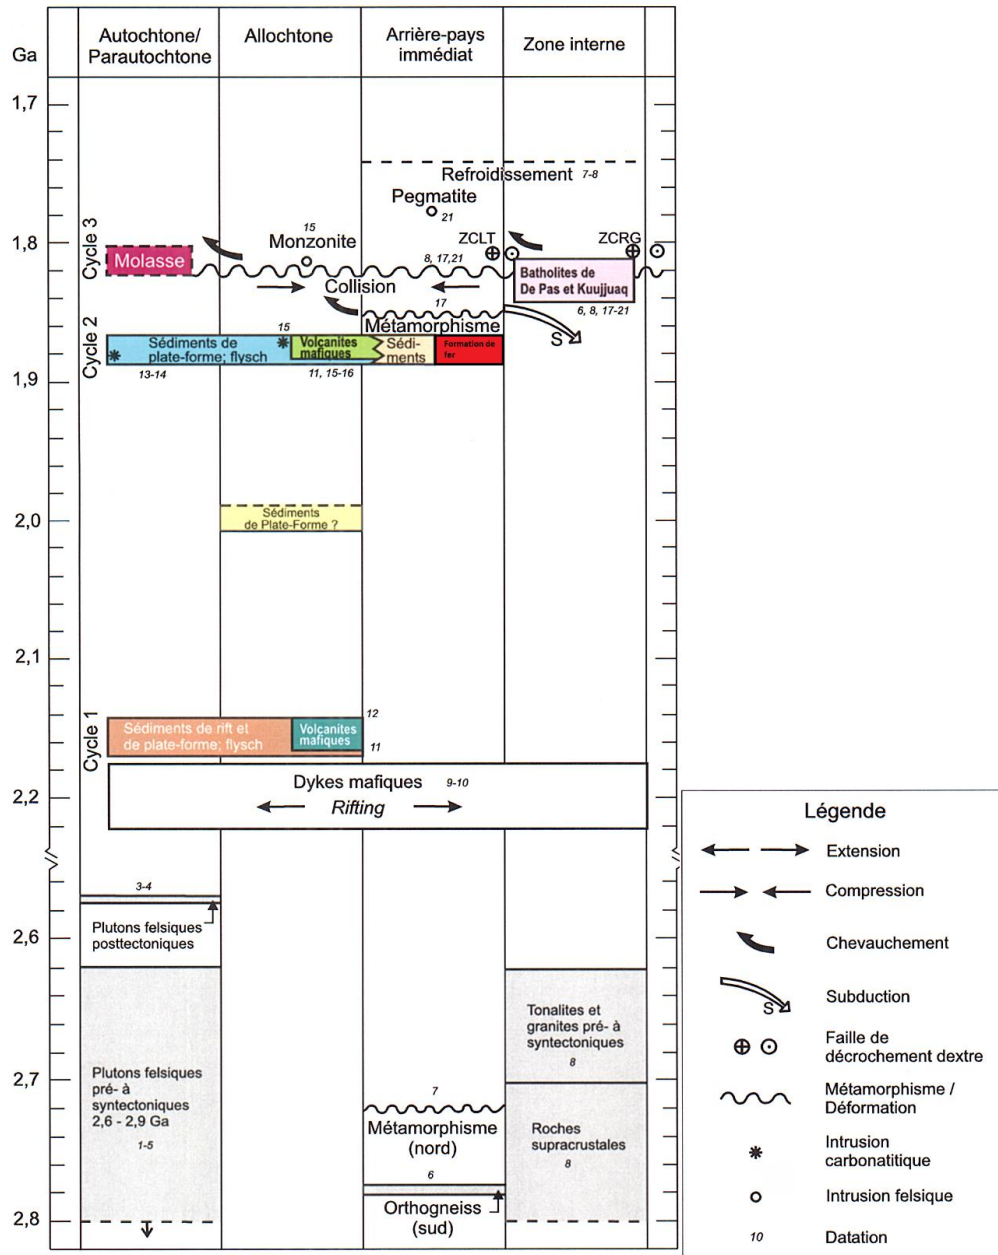 Ga
Autochtone/
Parautochtone
Allochtone
Arrière-pays
immédiat
Zone interne
1,7
1,8
1,9
2,0
2,1
2,2
2,6
2,7
2,8
Refroidissement 7-8
Pegmatite
21
Cycle 3
15
Monzonite
ZCLT
ZCRG
Molasse
8, 17,21
Collision
Batholites de
De Pas et Kuujjuaq
6, 8, 17-21
17
Métamorphisme
S
Cycle 2
15
Sédiments de
plate-forme; flysch
Volcanites
mafiques
Sédi-
ments
Formation de
fer
13-14
11, 15-16
Sédiments
de Plate-Forme ?
Cycle 1
Sédiments de rift et
de plate-forme; flysch
Volcanites
mafiques
12
11
Dykes mafiques 9-10
Rifting
3-4
Plutons felsiques
posttectoniques
Plutons felsiques
pré- à
syntectoniques
2,6 - 2,9 Ga
1-5
7
Métamorphisme
(nord)
6
Orthogneiss
(sud)
Tonalites et
granites pré- à
syntectoniques
8
Roches
supracrustales
8
Légende
Extension
Compression
Chevauchement
S
Subduction
Faille de
décrochement dextre
Métamorphisme /
Déformation
Intrusion
carbonatitique
Intrusion felsique
10
Datation